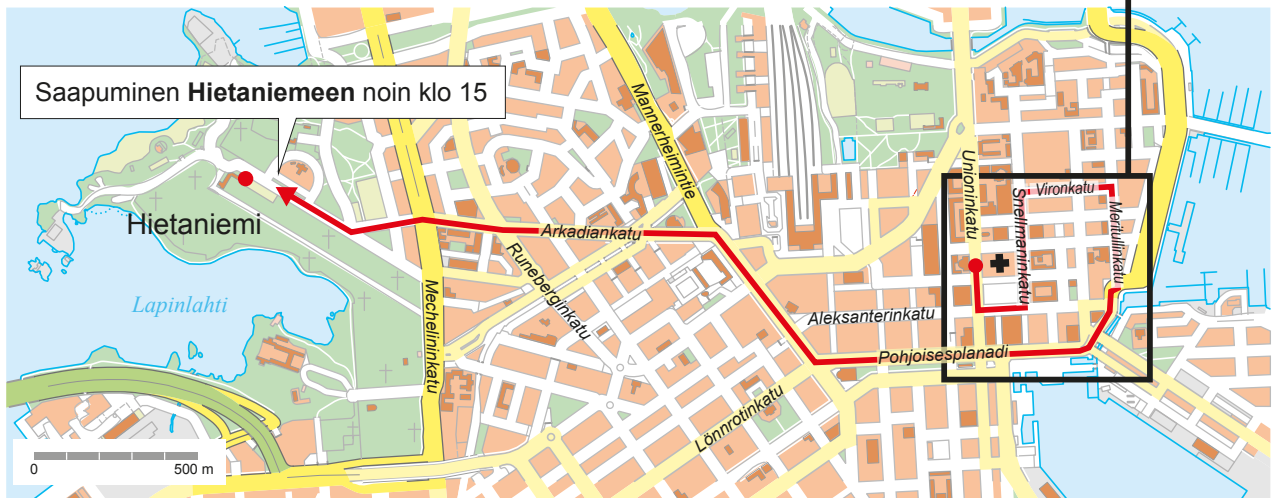 Saapuminen Hietaniemeen noin klo 15
Hietaniemi
Lapinlahti
Mannerheimintie
Unioninkatu
Vironkatu
Snellmaninkatu
Meritullinkatu
Arkadiankatu
Runeberginkatu
Mechelininkatu
Aleksanterinkatu
Pohjoisesplanadi
Lönnrotinkatu
0 500 m